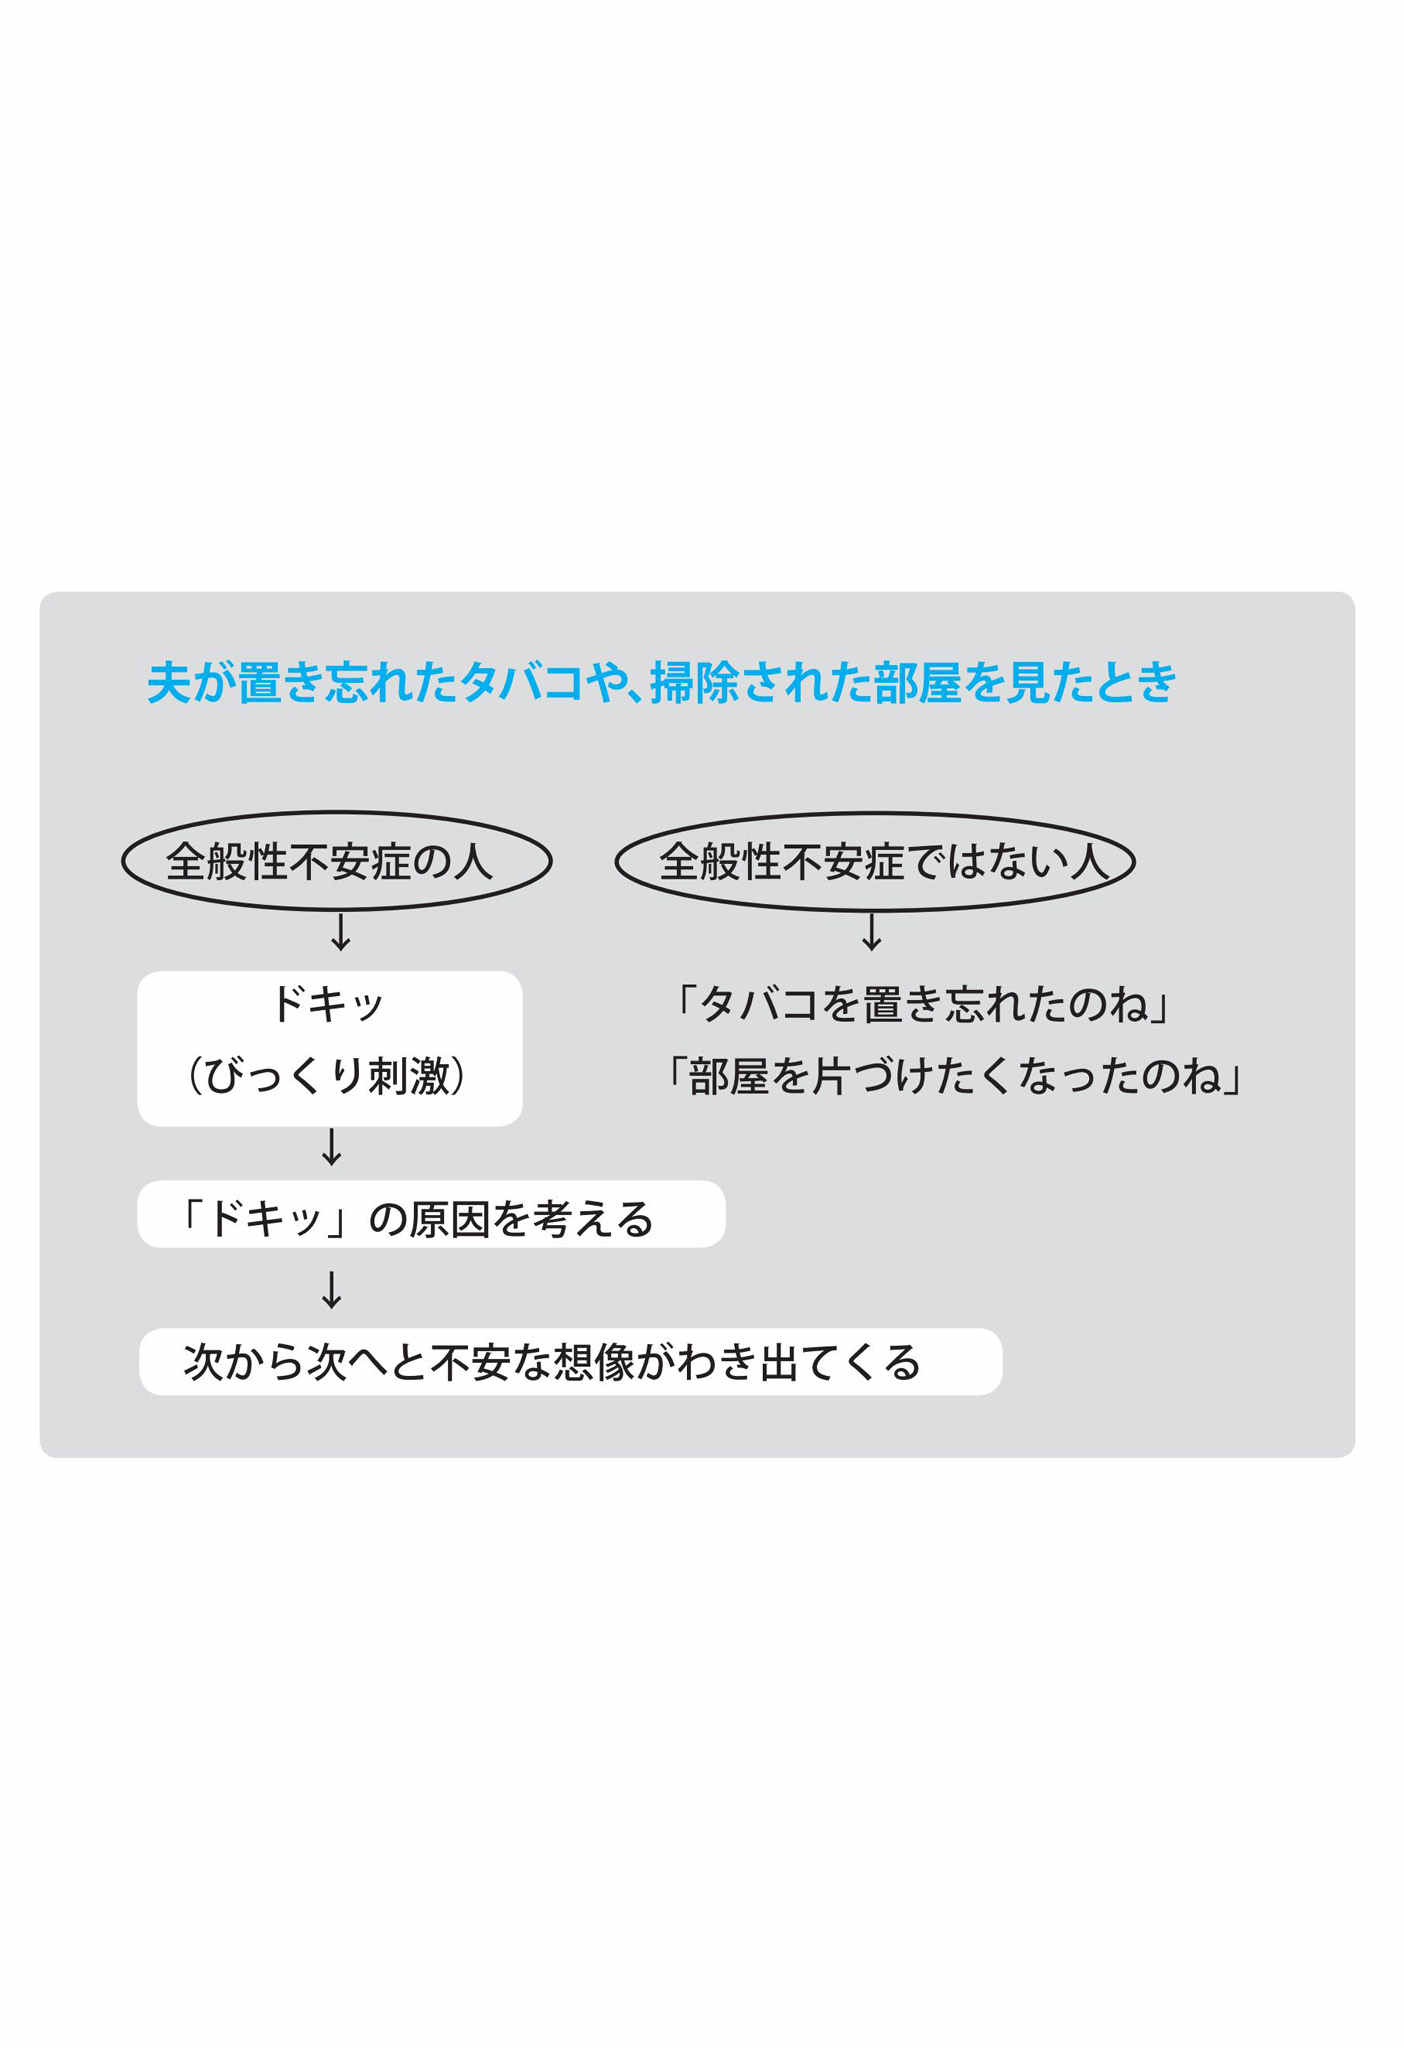 夫が置き忘れたタバコや、掃除された部屋を見たとき
全般性不安症の人
↓
ドキッ
（びっくり刺激）
↓
「ドキッ」の原因を考える
↓
次から次へと不安な想像がわき出てくる
全般性不安症ではない人
↓
「タバコを置き忘れたのね」
「部屋を片づけたくなったのね」